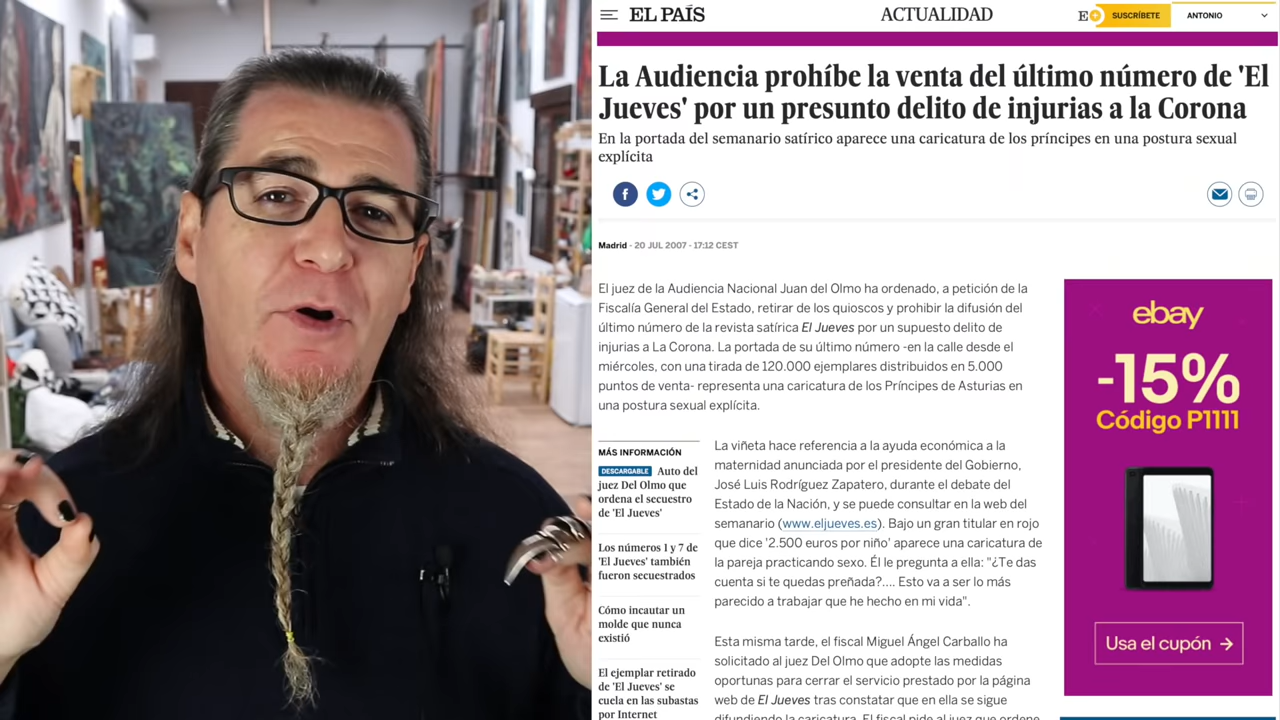 EL PAÍS
ACTUALIDAD
E
SUSCRÍBETE
ANTONIO
La Audiencia prohíbe la venta del último número de 'El
Jueves' por un presunto delito de injurias a la Corona
En la portada del semanario satírico aparece una caricatura de los príncipes en una postura sexual
explícita
Madrid - 20 JUL 2007 - 17:12 CEST
El juez de la Audiencia Nacional Juan del Olmo ha ordenado, a petición de la
Fiscalía General del Estado, retirar de los quioscos y prohibir la difusión del
último número de la revista satírica El Jueves por un supuesto delito de
injurias a La Corona. La portada de su último número -en la calle desde el
miércoles, con una tirada de 120.000 ejemplares distribuidos en 5.000
puntos de venta- representa una caricatura de los Príncipes de Asturias en
una postura sexual explícita.
MÁS INFORMACIÓN
DESCARGABLE Auto del
juez Del Olmo que
ordena el secuestro
de 'El Jueves'
Los números 1 y 7 de
'El Jueves' también
fueron secuestrados
Cómo incautar un
molde que nunca
existió
El ejemplar retirado
de 'El Jueves' se
cuela en las subastas
por Internet
La viñeta hace referencia a la ayuda económica a la
maternidad anunciada por el presidente del Gobierno,
José Luis Rodríguez Zapatero, durante el debate del
Estado de la Nación, y se puede consultar en la web del
semanario (www.eljueves.es). Bajo un gran titular en rojo
que dice '2.500 euros por niño' aparece una caricatura de
la pareja practicando sexo. Él le pregunta a ella: "¿Te das
cuenta si te quedas preñada?.... Esto va a ser lo más
parecido a trabajar que he hecho en mi vida".
Esta misma tarde, el fiscal Miguel Ángel Carballo ha
solicitado al juez Del Olmo que adopte las medidas
oportunas para cerrar el servicio prestado por la página
web de El Jueves tras constatar que en ella se sigue
difundiendo la caricatura. El fiscal pide al juez que ordene
ebay
-15%
Código P1111
Usa el cupón →